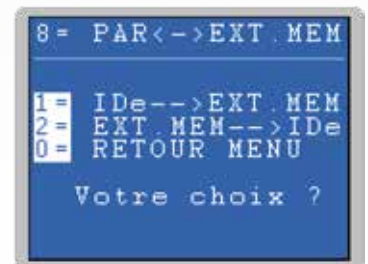 8= PAR<->EXT.MEM
1= IDe-->EXT.MEM
2= EXT.MEM-->IDe
0= RETOUR MENU
Votre choix ?